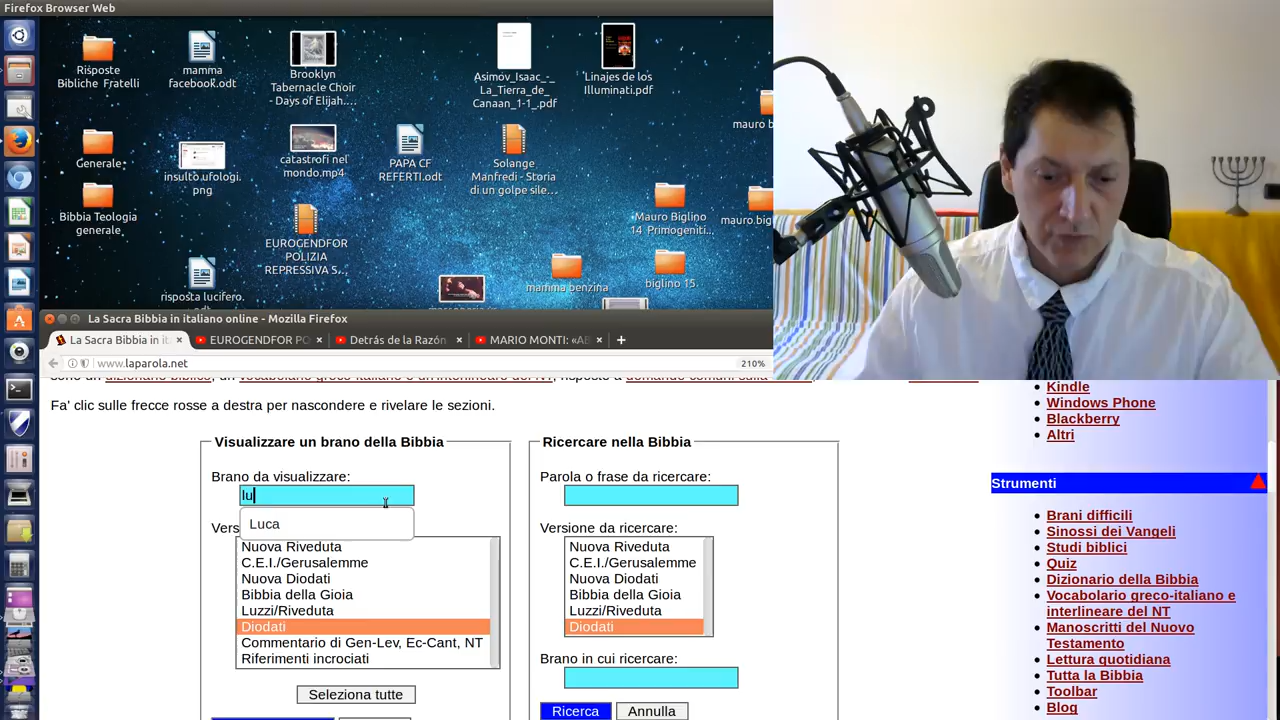 Firefox Browser Web
Risposte
Bibliche Fratelli
mamma
facebook.odt
Brooklyn
Tabernacle Choir
- Days of Elijah....
Asimov_Isaac_-_
La_Tierra_de_
Canaan_1-1_.pdf
Linajes de los
Illuminati.pdf
mauro b
Generale
insulto.ufologi.
png
catastrofi nel
mondo.mp4
PAPA CF
REFERTI.odt
Solange
Manfredi - Storia
di un golpe sile...
Bibbia Teologia
generale
EUROGENDFOR
POLIZIA
REPRESSIVA S...
Mauro Biglino
14 Primogeniti...
mauro.big
risposta lucifero.
mamma benzina
biglino 15.
La Sacra Bibbia in italiano online - Mozilla Firefox
La Sacra Bibbia in it
EUROGENDFOR PO
Detrás de la Razón
MARIO MONTI: «AB
www.laparola.net
210%
Fa' clic sulle frecce rosse a destra per nascondere e rivelare le sezioni.
Visualizzare un brano della Bibbia
Brano da visualizzare:
lu
Luca
Vers
Nuova Riveduta
C.E.I./Gerusalemme
Nuova Diodati
Bibbia della Gioia
Luzzi/Riveduta
Diodati
Commentario di Gen-Lev, Ec-Cant, NT
Riferimenti incrociati
Seleziona tutte
Ricercare nella Bibbia
Parola o frase da ricercare:
Versione da ricercare:
Nuova Riveduta
C.E.I./Gerusalemme
Nuova Diodati
Bibbia della Gioia
Luzzi/Riveduta
Diodati
Brano in cui ricercare:
Ricerca
Annulla
Kindle
Windows Phone
Blackberry
Altri
Strumenti
Brani difficili
Sinossi dei Vangeli
Studi biblici
Quiz
Dizionario della Bibbia
Vocabolario greco-italiano e
interlineare del NT
Manoscritti del Nuovo
Testamento
Lettura quotidiana
Tutta la Bibbia
Toolbar
Blog